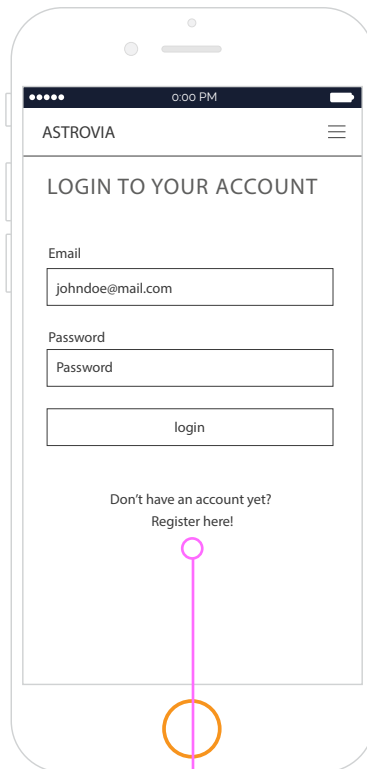 0:00 PM
ASTROVIA
LOGIN TO YOUR ACCOUNT
Email
johndoe@mail.com
Password
Password
login
Don't have an account yet?
Register here!